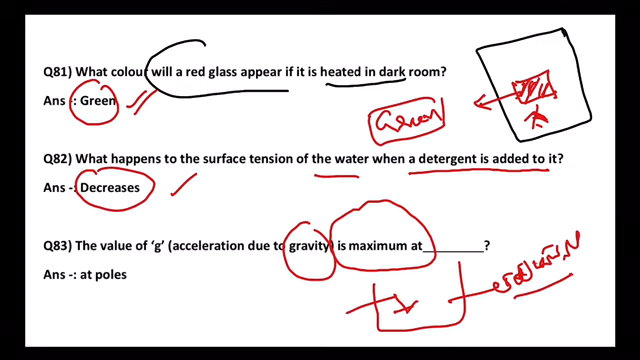 Q81) What colour will a red glass appear if it is heated in dark room?
Ans -: Green
Green
Q82) What happens to the surface tension of the water when a detergent is added to it?
Ans -: Decreases
Q83) The value of ‘g’ (acceleration due to gravity) is maximum at________?
Ans -: at poles